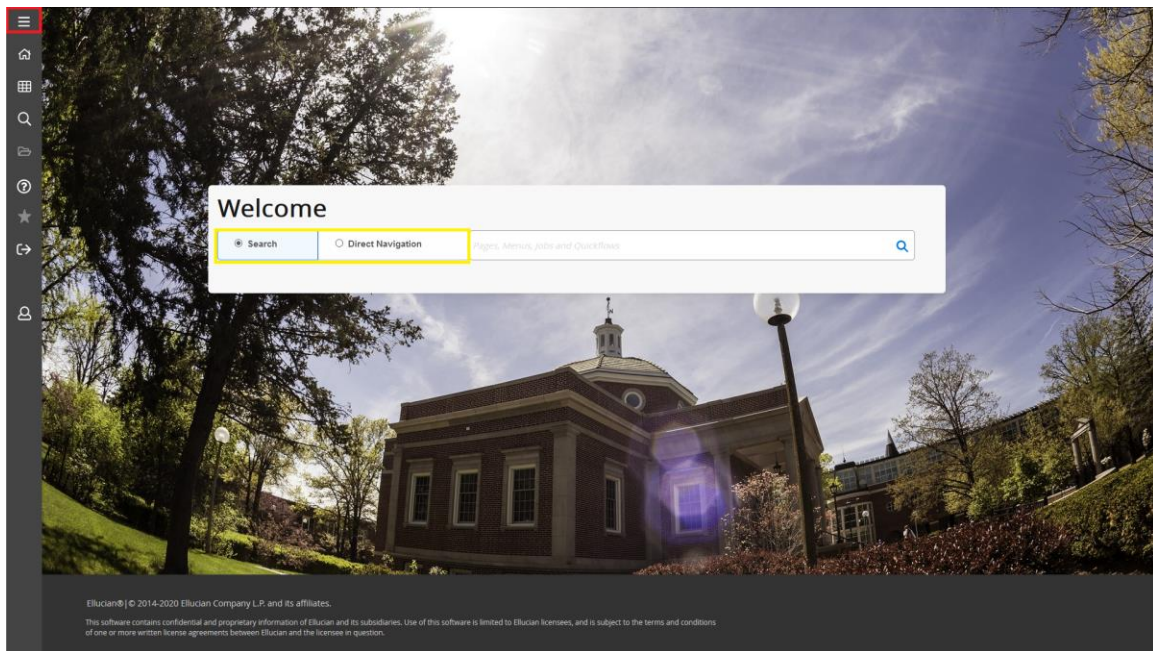 Welcome
Search
Direct Navigation
Pages, Menus, Jobs and Quickflows
Ellucian®|© 2014-2020 Ellucian Company L.P. and its affiliates.
This software contains confidential and proprietary information of Ellucian and its subsidiaries. Use of this software is limited to Ellucian licensees, and is subject to the terms and conditions
of one or more written license agreements between Ellucian and the licensee in question.